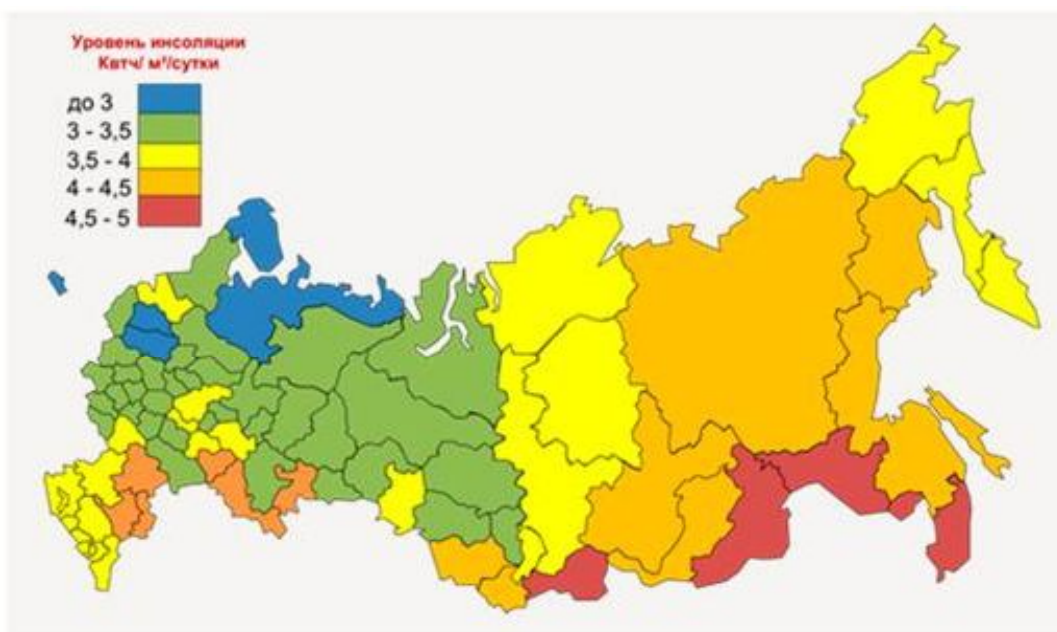 Уровень инсоляции
Квтч/ м²/сутки
до 3
3 - 3,5
3,5 - 4
4 - 4,5
4,5 - 5